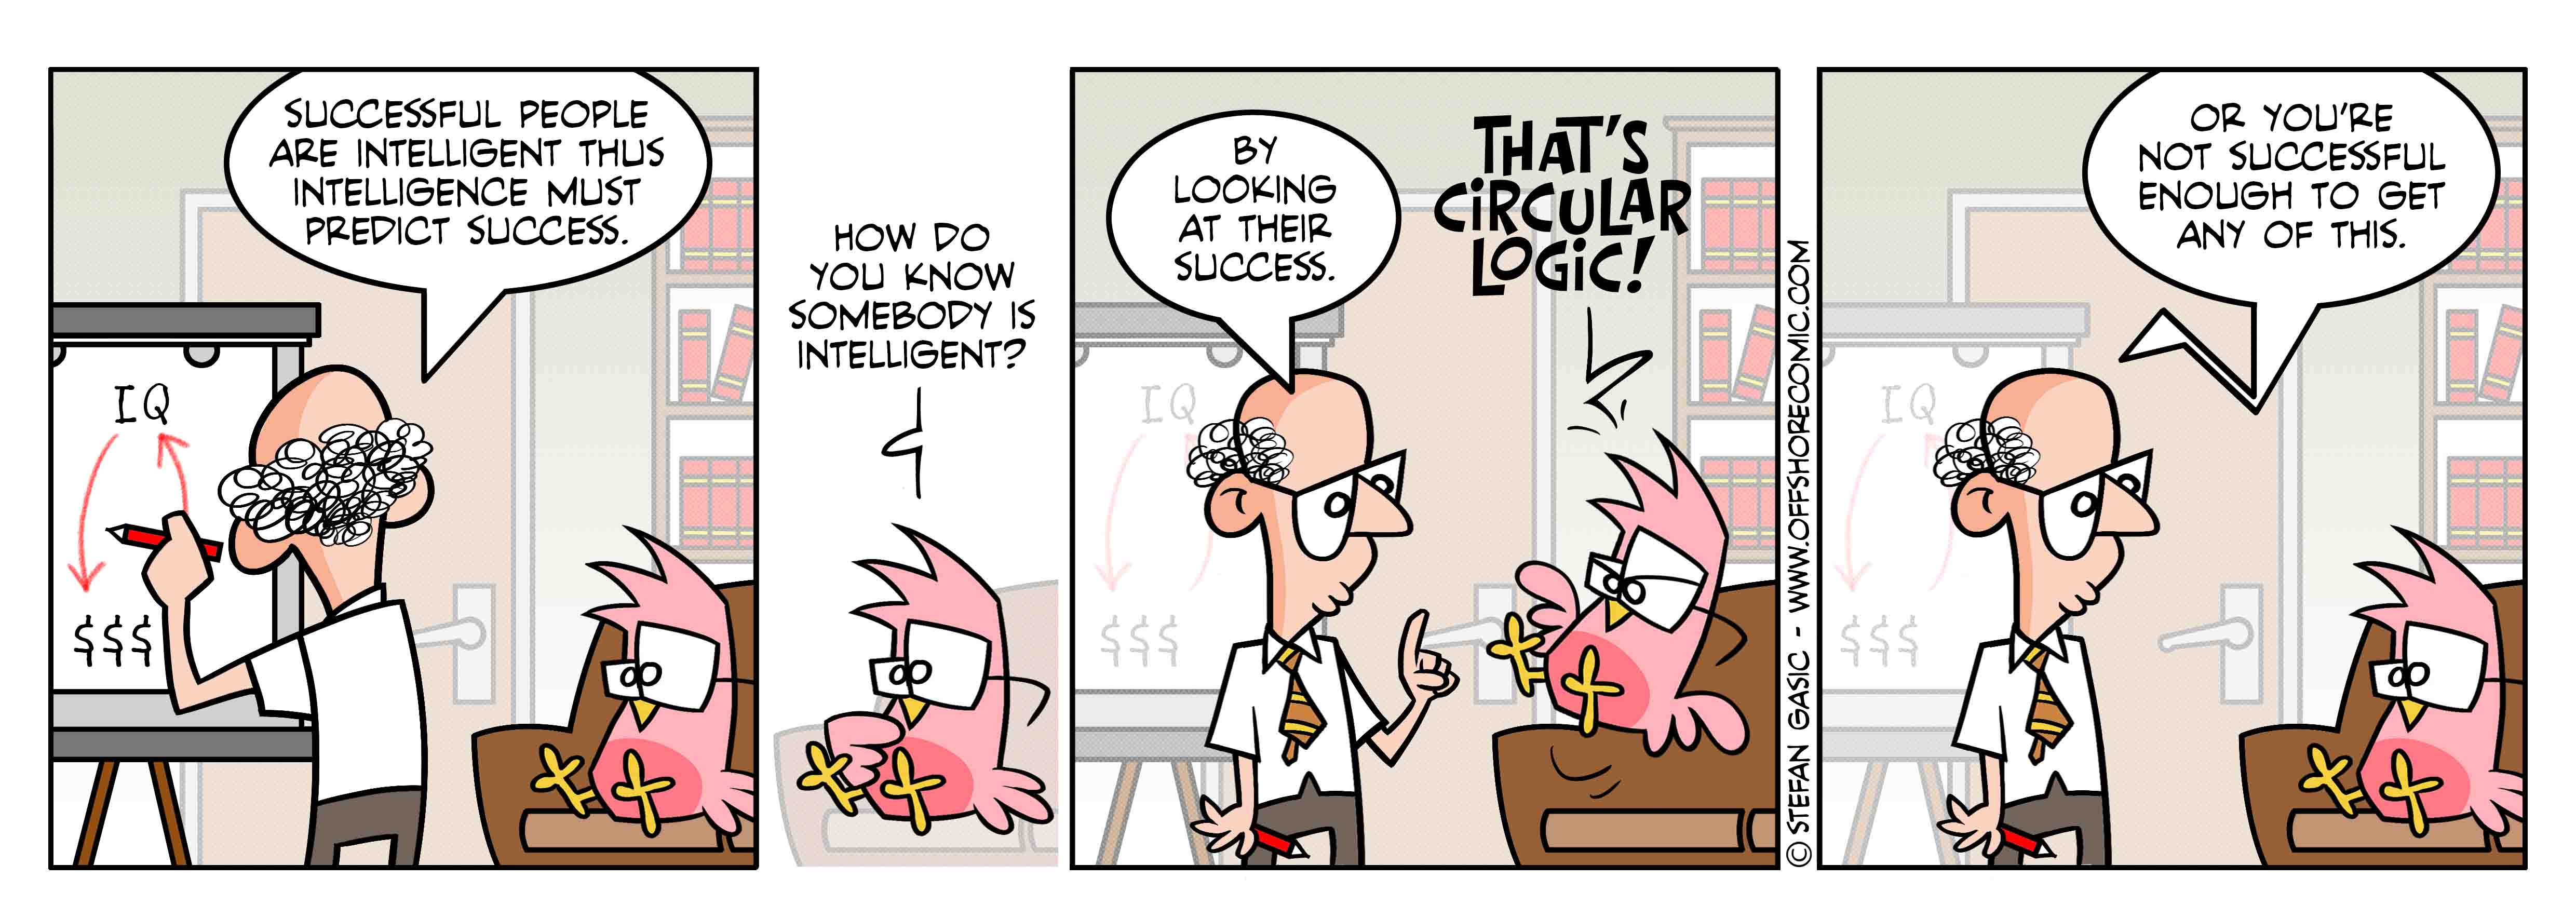 SUCCESSFUL PEOPLE
ARE INTELLIGENT THUS
INTELLIGENCE MUST
PREDICT SUCCESS.
IQ
$$$
HOW DO
YOU KNOW
SOMEBODY IS
INTELLIGENT?
BY
LOOKING
AT THEIR
SUCCESS.
THAT'S
CIRCULAR
LOGIC!
IQ
$$$
© STEFAN GASIC - WWW.OFFSHORECOMIC.COM
OR YOU'RE
NOT SUCCESSFUL
ENOUGH TO GET
ANY OF THIS.
IQ
$$$